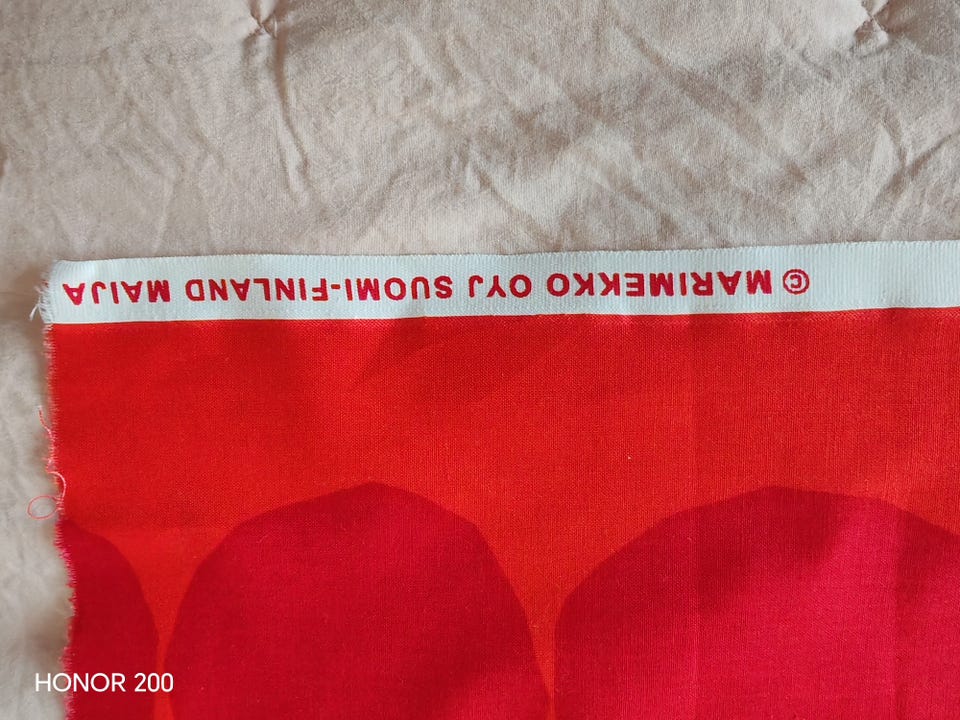 © MARIMEKKO OYJ SUOMI-FINLAND MAIJA
HONOR 200